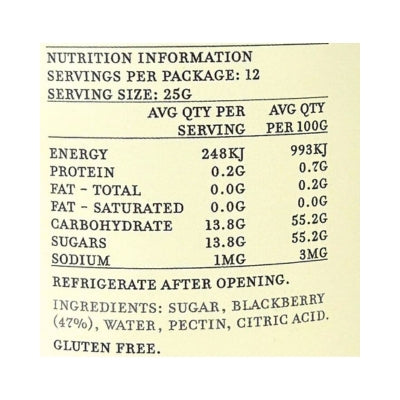 NUTRITION INFORMATION
SERVINGS PER PACKAGE: 12
SERVING SIZE: 25G
AVG QTY PER SERVING AVG QTY PER 100G
ENERGY 248KJ 993KJ
PROTEIN 0.2G 0.7G
FAT - TOTAL 0.0G 0.2G
FAT - SATURATED 0.0G 0.0G
CARBOHYDRATE 13.8G 55.2G
SUGARS 13.8G 55.2G
SODIUM 1MG 3MG
REFRIGERATE AFTER OPENING.
INGREDIENTS: SUGAR, BLACKBERRY
(47%), WATER, PECTIN, CITRIC ACID.
GLUTEN FREE.